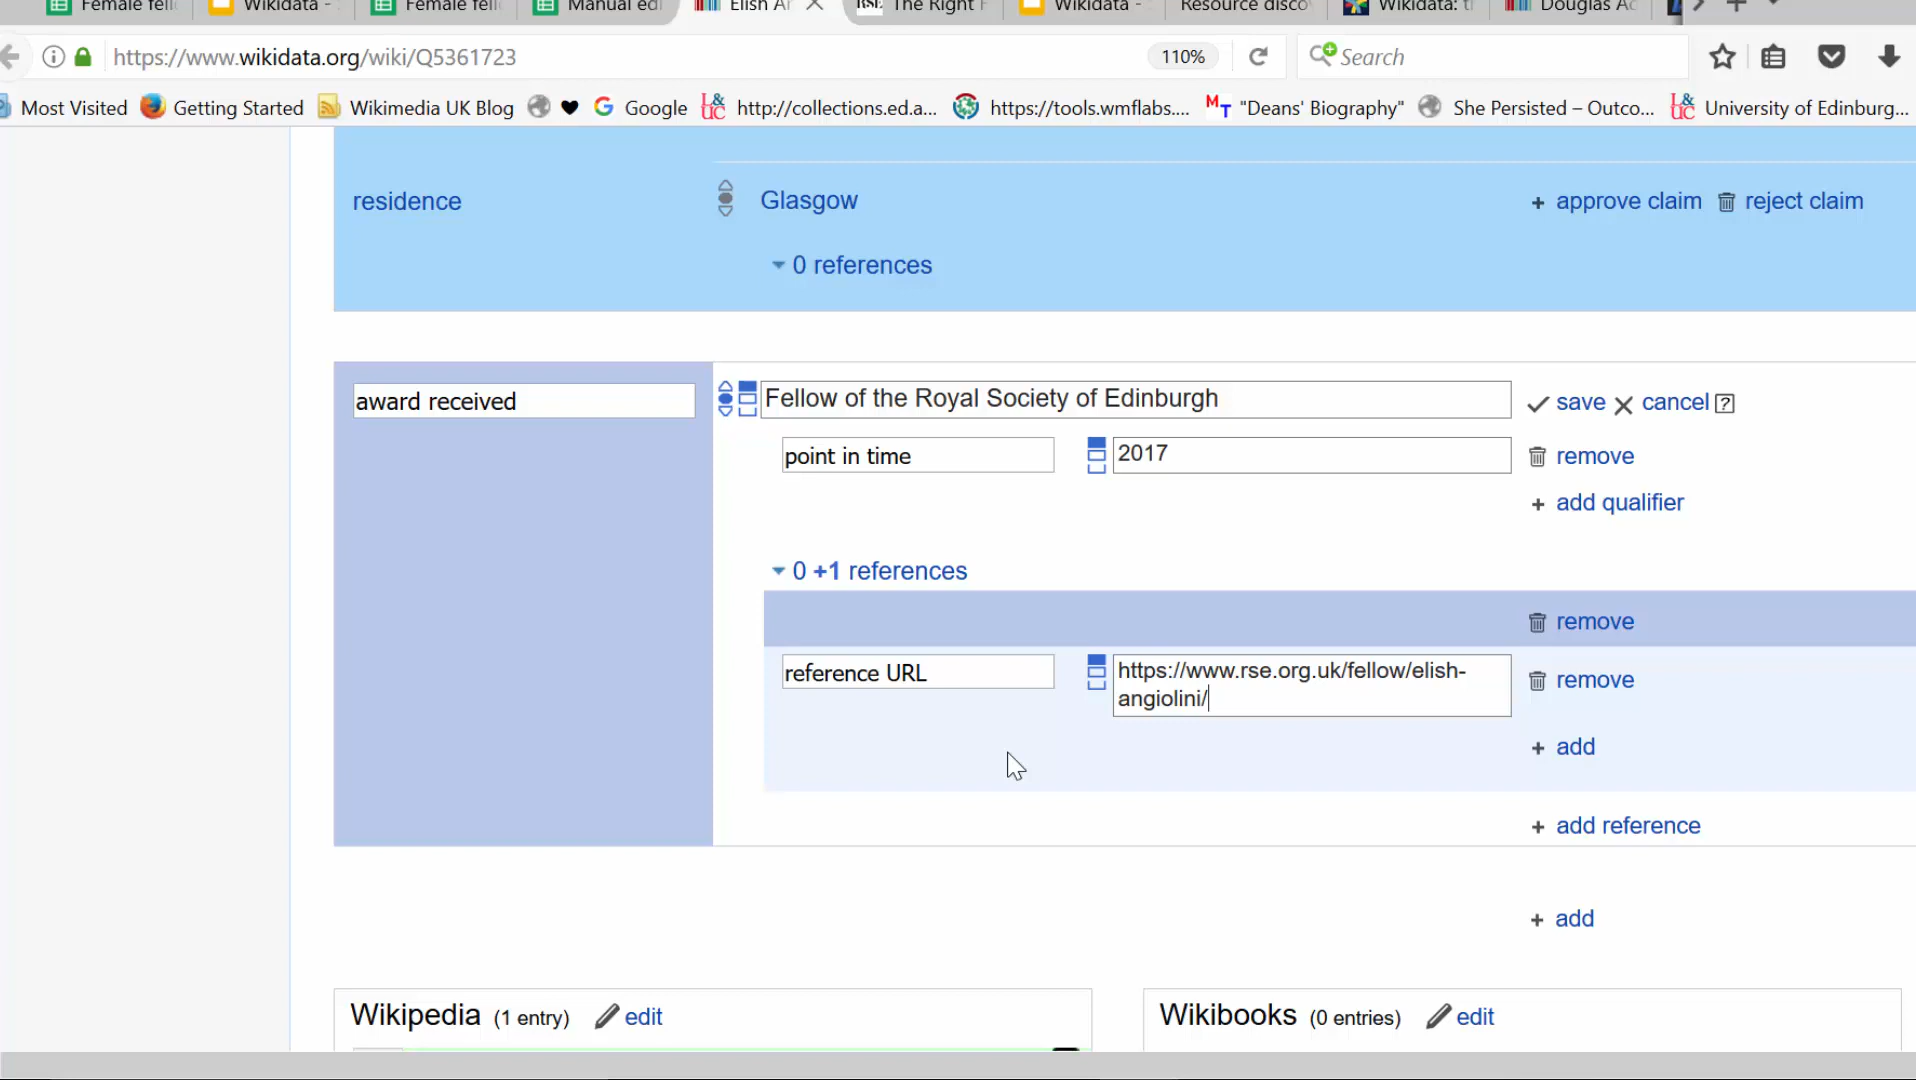 Female fell
Wikidata -
Female fell
Manual ed
Elish A
RSE The Right
Wikidata -
Resource disco
Wikidata: t
Douglas Ac
https://www.wikidata.org/wiki/Q5361723
110%
Search
Most Visited
Getting Started
Wikimedia UK Blog
Google
L&uc http://collections.ed.a...
https://tools.wmflabs....
MT "Deans' Biography"
She Persisted – Outco...
L&uc University of Edinburg...
residence
Glasgow
+ approve claim
reject claim
0 references
award received
Fellow of the Royal Society of Edinburgh
save
cancel [?]
point in time
2017
remove
+ add qualifier
0 +1 references
remove
reference URL
https://www.rse.org.uk/fellow/elish-
angiolini/
remove
+ add
+ add reference
+ add
Wikipedia (1 entry)
edit
Wikibooks (0 entries)
edit